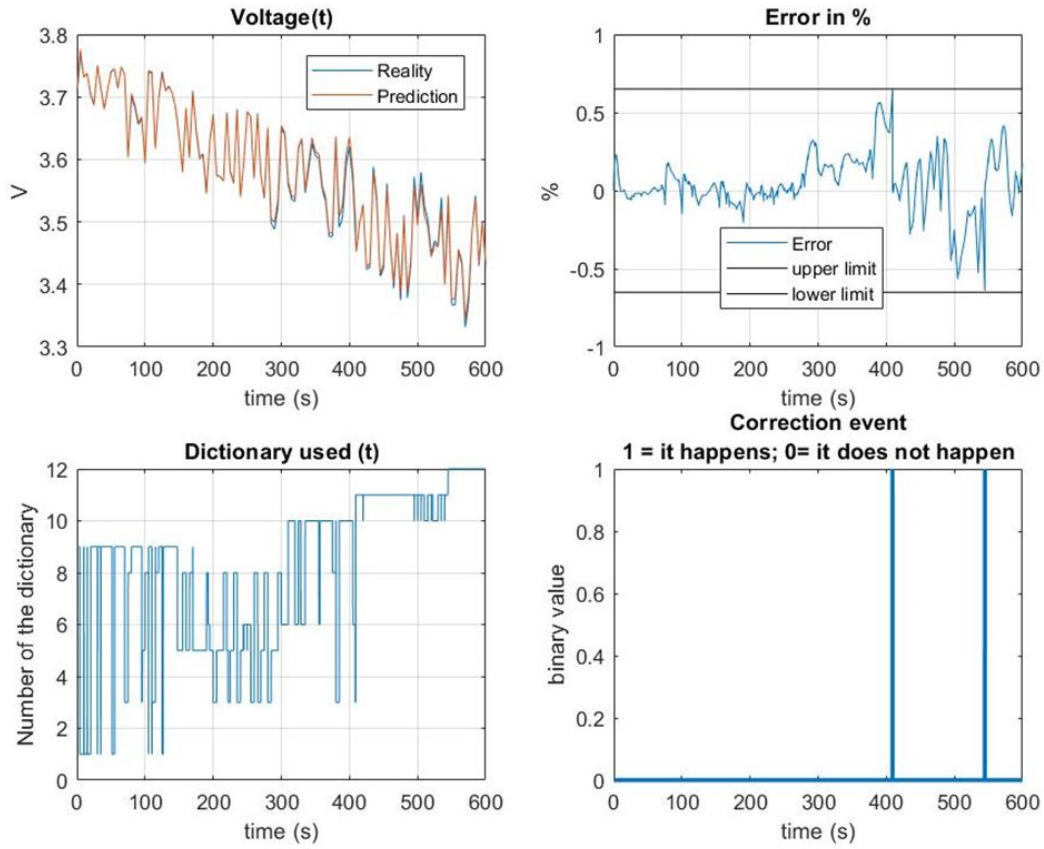 Voltage(t)
3.8
3.7
3.6
3.5
3.4
3.3
V
Reality
Prediction
0 100 200 300 400 500 600
time (s)
Error in %
1
0.5
0
-0.5
-1
%
Error
upper limit
lower limit
0 100 200 300 400 500 600
time (s)
Dictionary used (t)
12
10
8
6
4
2
0
Number of the dictionary
0 100 200 300 400 500 600
time (s)
Correction event
1 = it happens; 0= it does not happen
1
0.8
0.6
0.4
0.2
0
binary value
0 100 200 300 400 500 600
time (s)